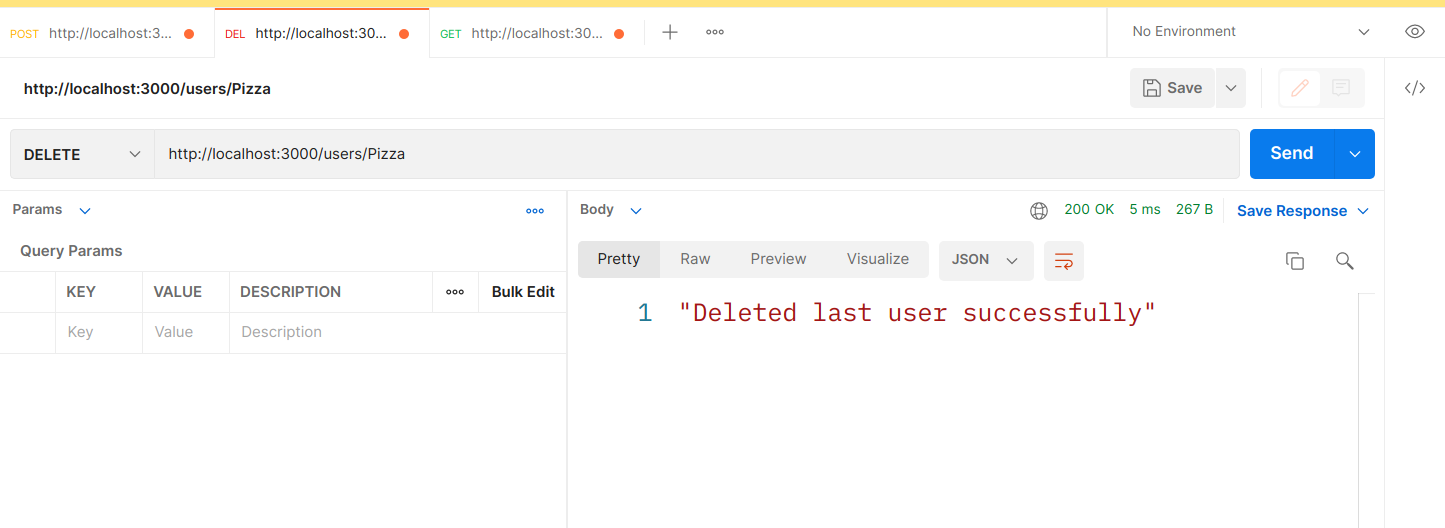 POST http://localhost:3... DEL http://localhost:30... GET http://localhost:30... No Environment
http://localhost:3000/users/Pizza Save </>
DELETE http://localhost:3000/users/Pizza Send
Params Body 200 OK 5 ms 267 B Save Response
Query Params Pretty Raw Preview Visualize JSON
KEY VALUE DESCRIPTION Bulk Edit
1 "Deleted last user successfully"
Key Value Description